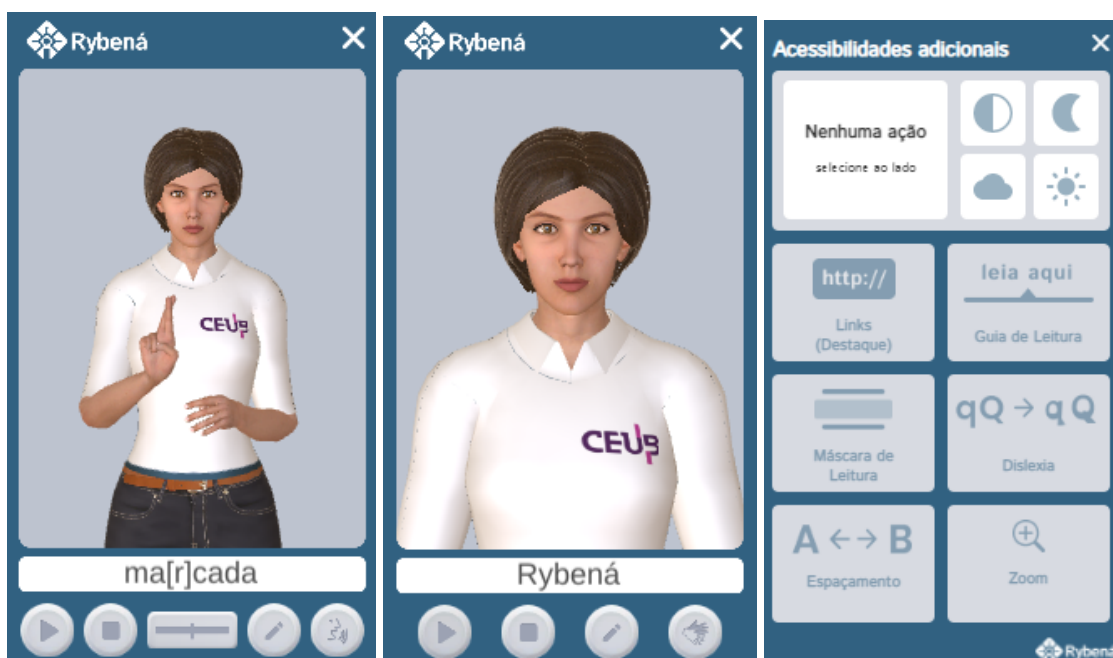 Rybená
CEUB
ma[r]cada
Rybená
CEUB
Rybená
Acessibilidades adicionais
Nenhuma ação
selecione ao lado
http://
Links
(Destaque)
leia aqui
Guia de Leitura
Máscara de
Leitura
qQ → q Q
Dislexia
A ←→ B
Espaçamento
Zoom
Rybená